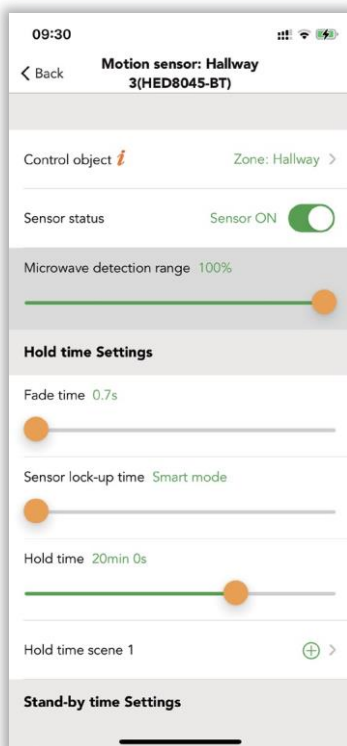 09:30
Back
Motion sensor: Hallway
3(HED8045-BT)
Control object i Zone: Hallway
Sensor status Sensor ON
Microwave detection range 100%
Hold time Settings
Fade time 0.7s
Sensor lock-up time Smart mode
Hold time 20min 0s
Hold time scene 1
Stand-by time Settings